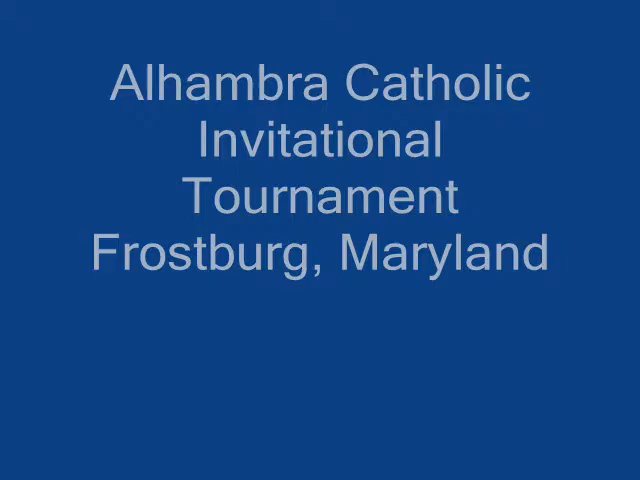 Alhambra Catholic
Invitational
Tournament
Frostburg, Maryland